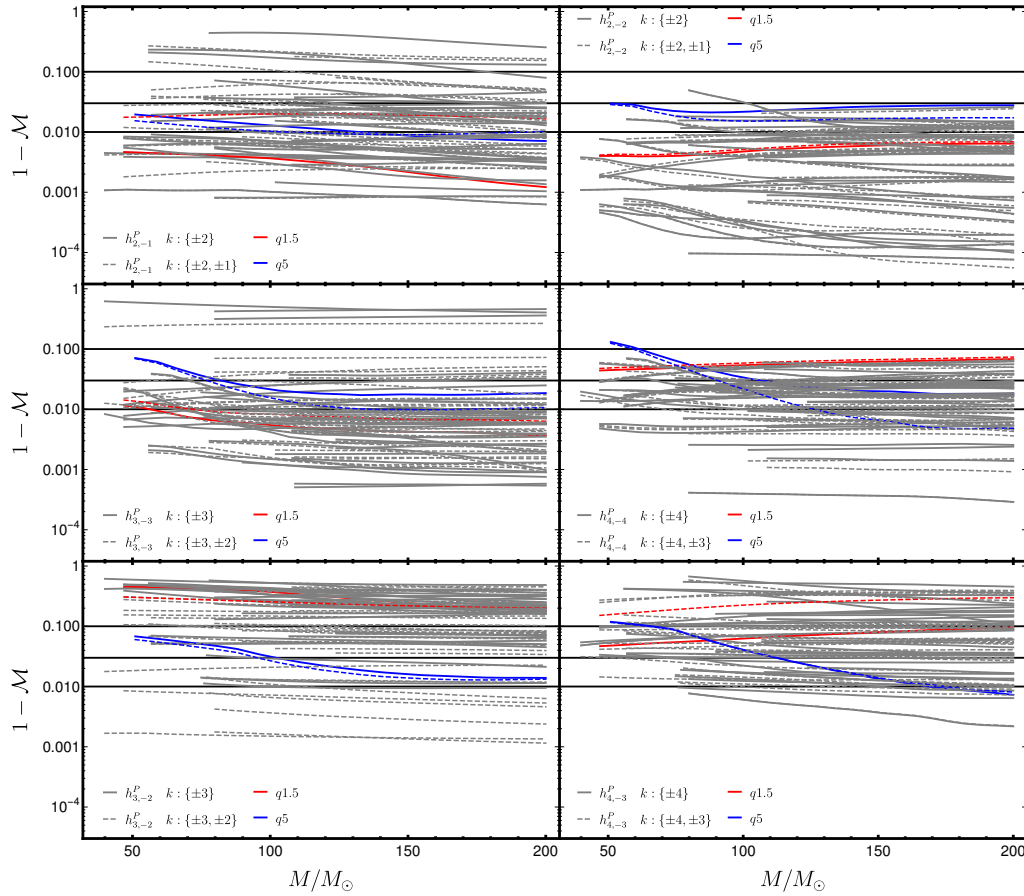 1
0.100
0.010
0.001
10⁻⁴
1 − ℳ
h^P_{2,−1} k : {±2} q1.5
h^P_{2,−1} k : {±2, ±1} q5
h^P_{2,−2} k : {±2} q1.5
h^P_{2,−2} k : {±2, ±1} q5
1
0.100
0.010
0.001
10⁻⁴
1 − ℳ
h^P_{3,−3} k : {±3} q1.5
h^P_{3,−3} k : {±3, ±2} q5
h^P_{4,−4} k : {±4} q1.5
h^P_{4,−4} k : {±4, ±3} q5
1
0.100
0.010
0.001
10⁻⁴
1 − ℳ
h^P_{3,−2} k : {±3} q1.5
h^P_{3,−2} k : {±3, ±2} q5
h^P_{4,−3} k : {±4} q1.5
h^P_{4,−3} k : {±4, ±3} q5
50 100 150 200 50 100 150 200
M/M_⊙ M/M_⊙